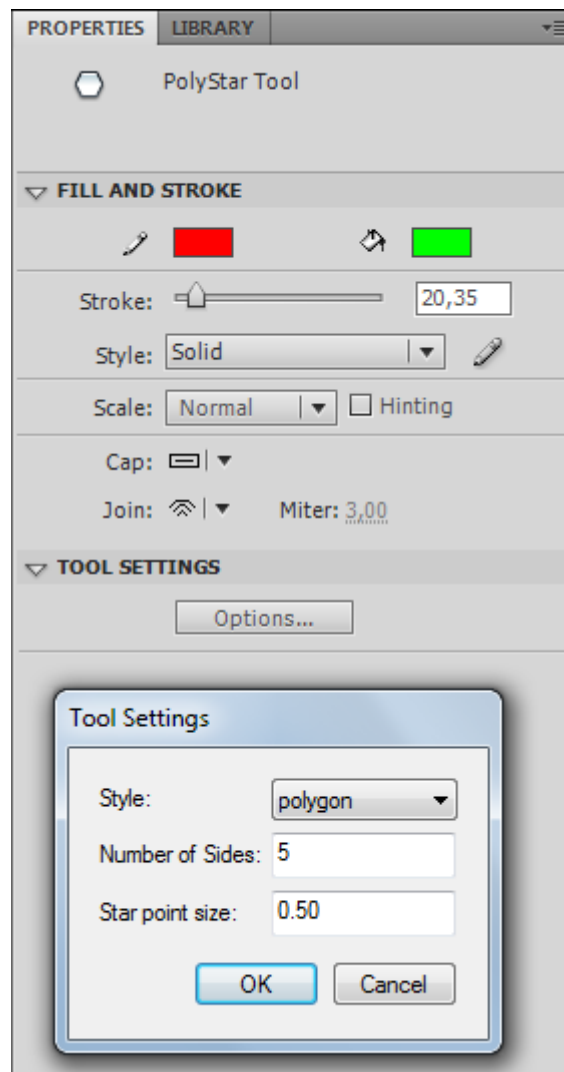 PROPERTIES LIBRARY
PolyStar Tool
FILL AND STROKE
Stroke: 20,35
Style: Solid
Scale: Normal Hinting
Cap:
Join: Miter: 3,00
TOOL SETTINGS
Options...
Tool Settings
Style: polygon
Number of Sides: 5
Star point size: 0.50
OK Cancel